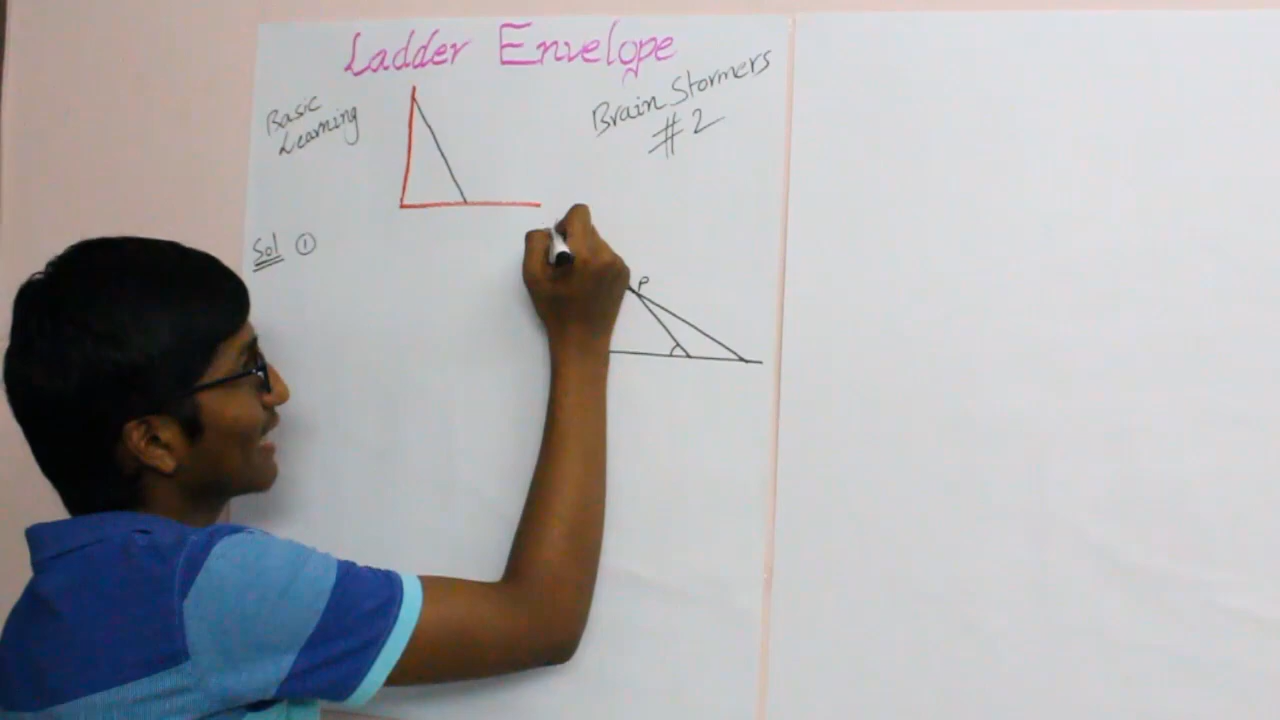 Ladder Envelope
Basic
Learning
Brain Stormers
#2
Sol ①
P